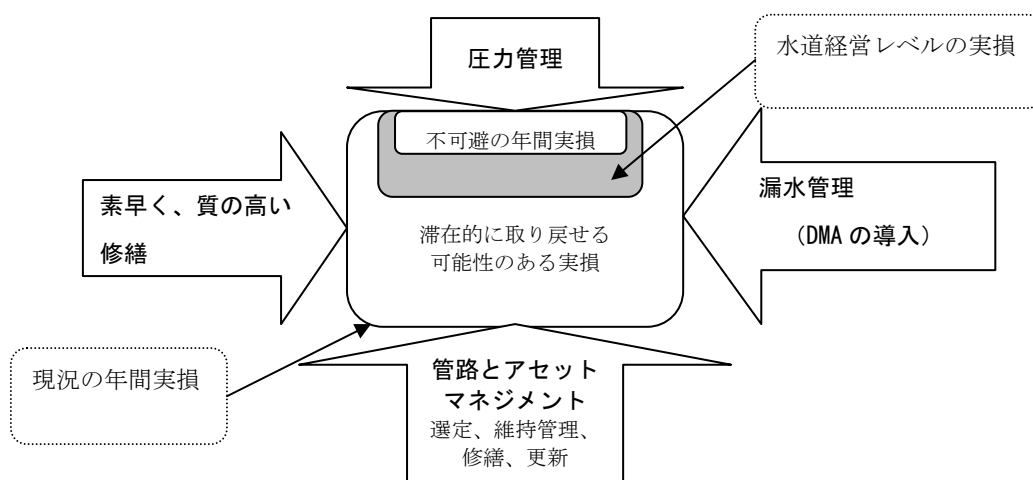 圧力管理
水道経営レベルの実損
不可避の年間実損
素早く、質の高い
修繕
漏水管理
（DMA の導入）
滞在的に取り戻せる
可能性のある実損
現況の年間実損
管路とアセット
マネジメント
選定、維持管理、
修繕、更新